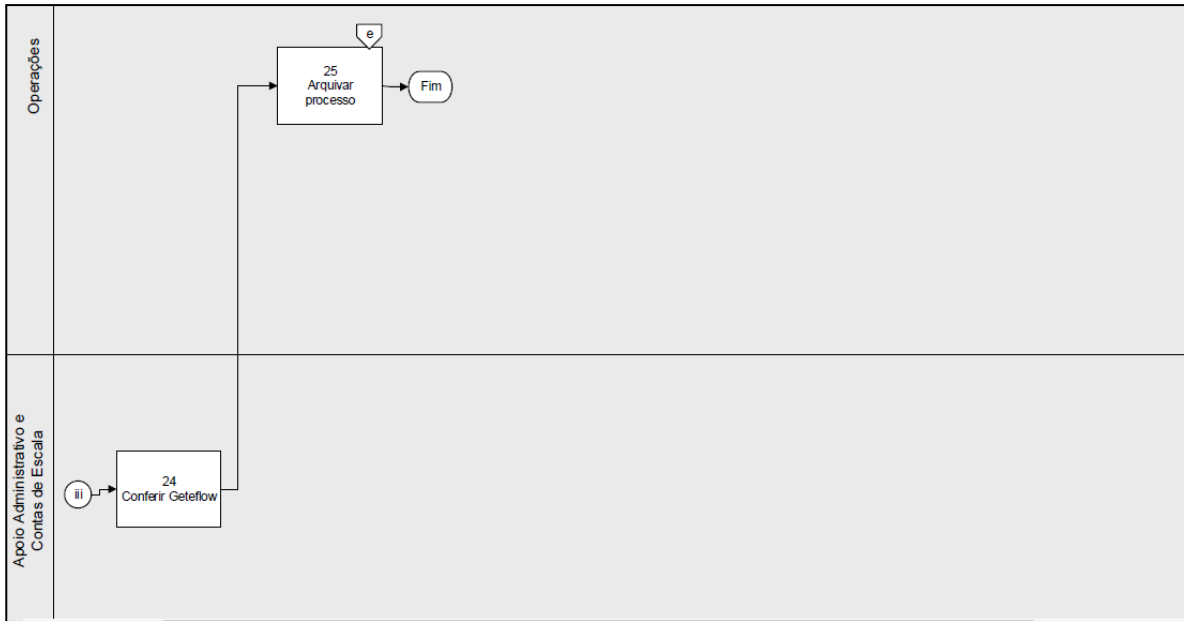 Operações
e
25
Arquivar
processo
Fim
Apoio Administrativo e
Contas de Escala
iii
24
Conferir Geteflow